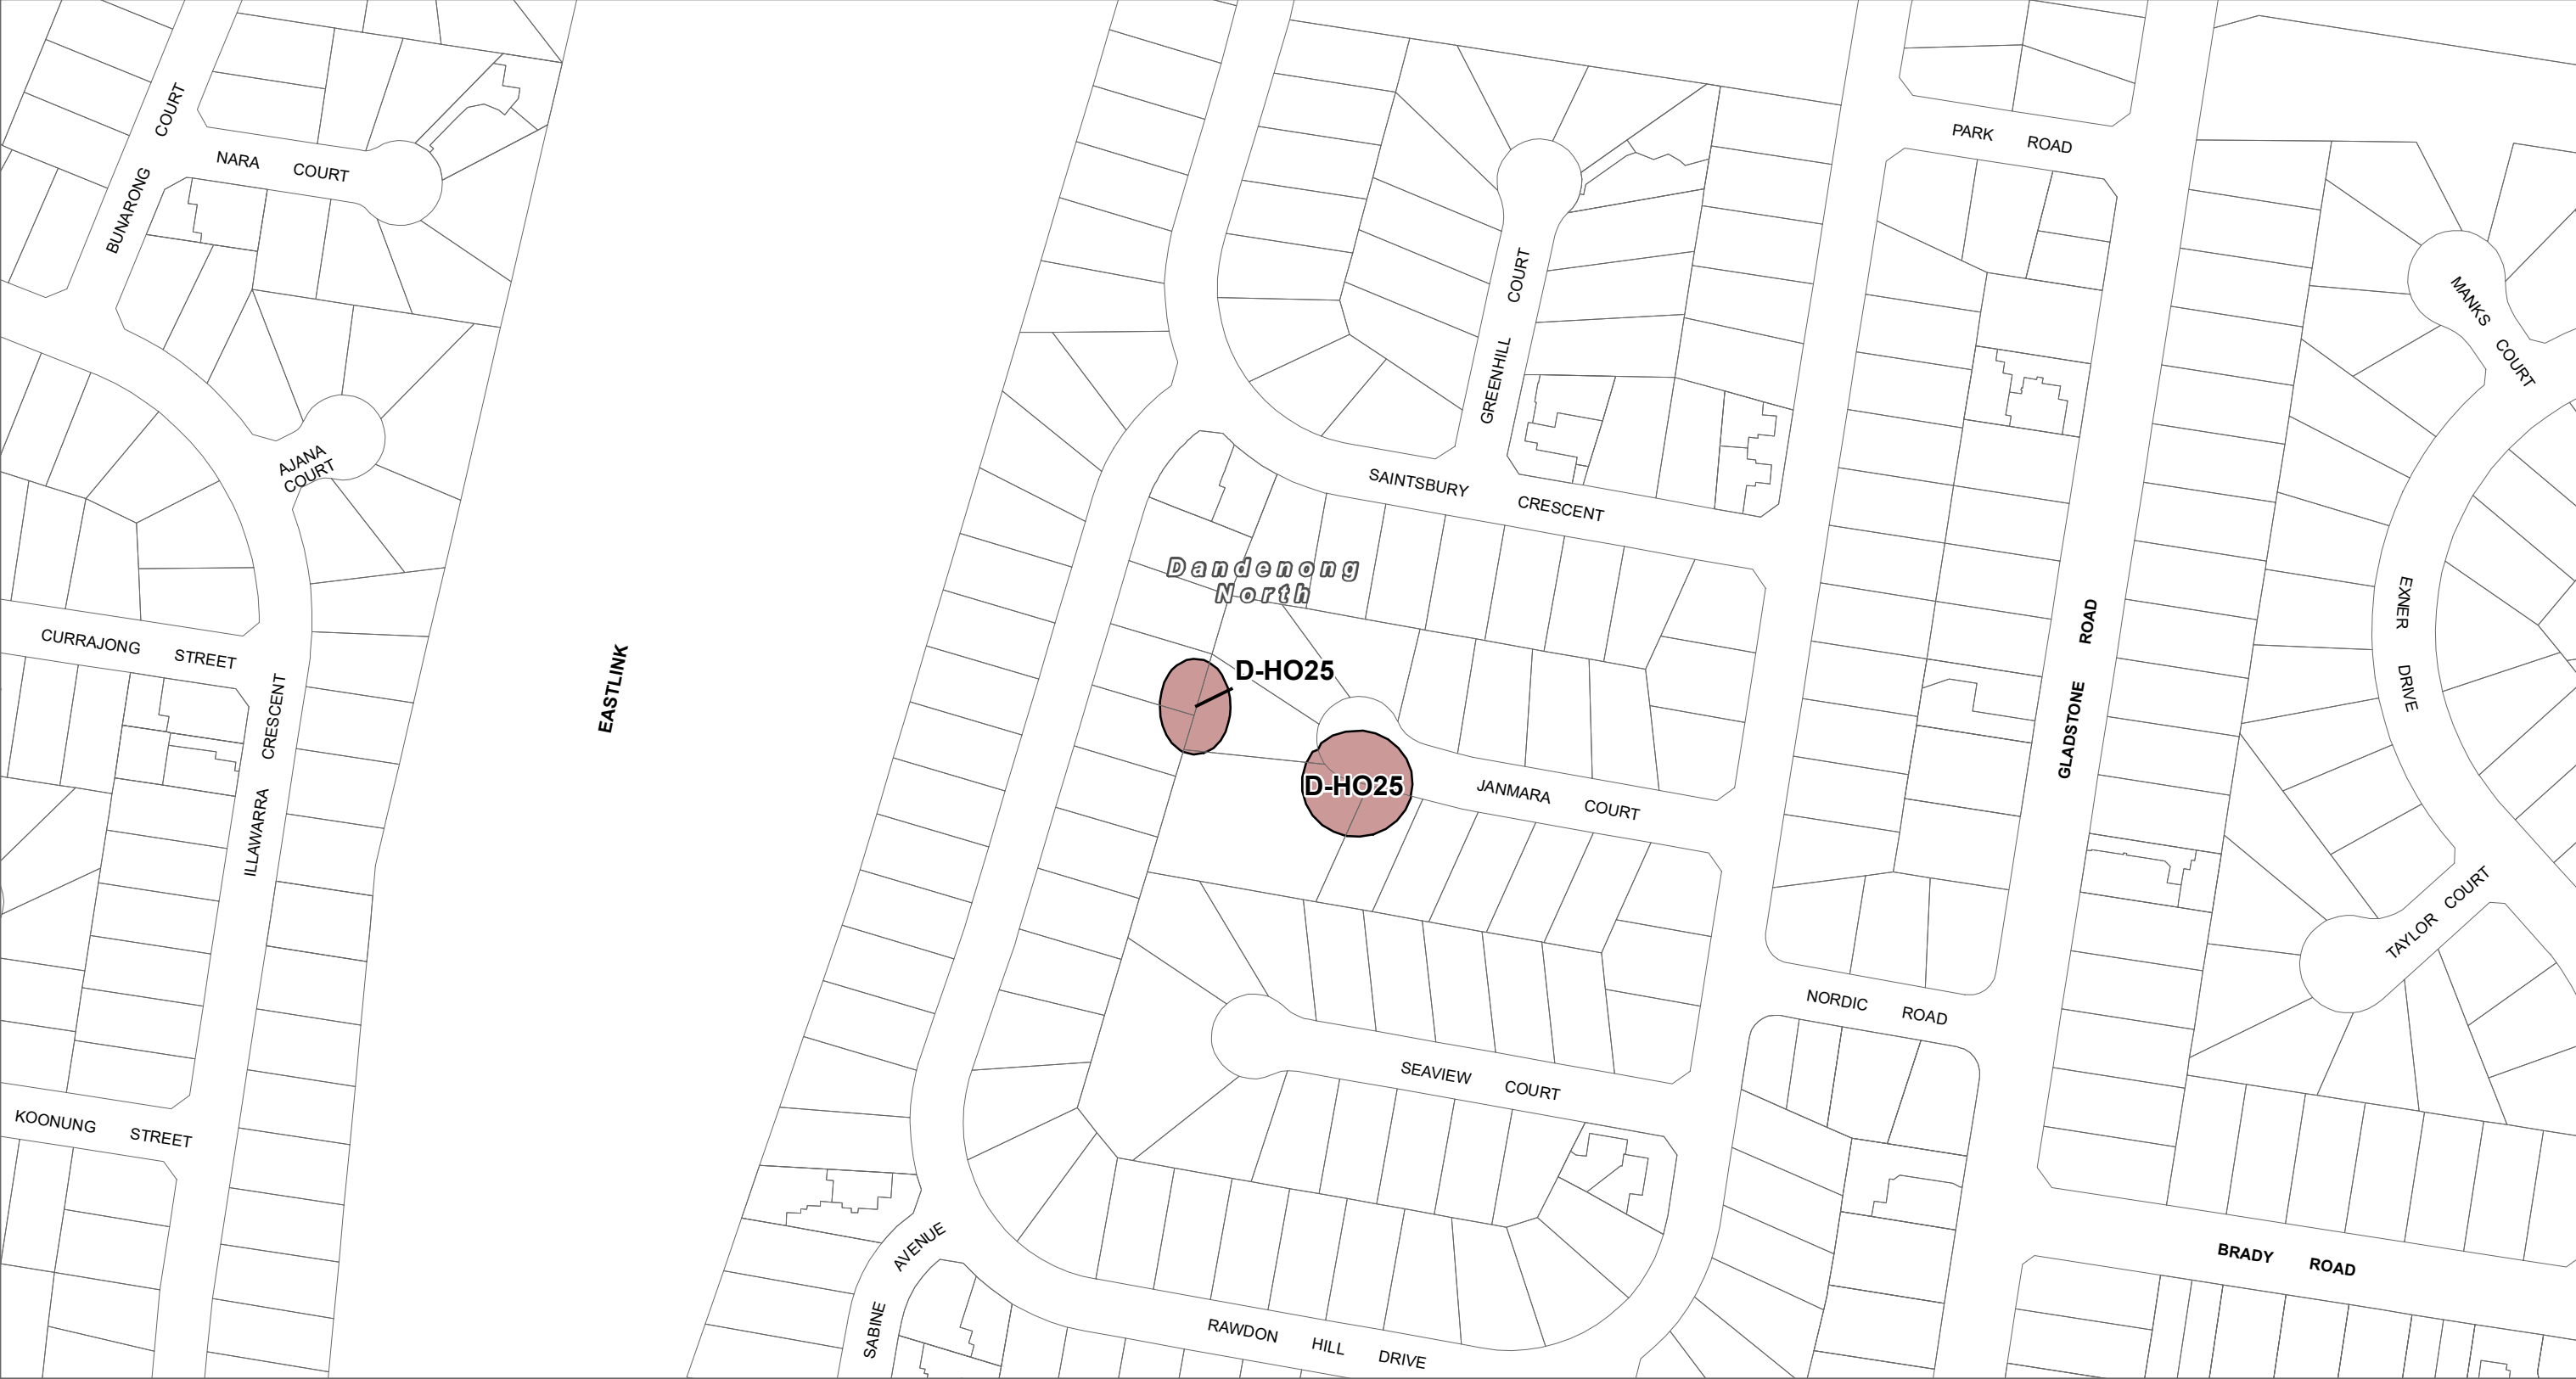 BUNARONG COURT
NARA COURT
PARK ROAD
GREENHILL COURT
MANKS COURT
AJANA
COURT
SAINTSBURY CRESCENT
Dandenong
North
EXNER DRIVE
CURRAJONG STREET
EASTLINK
GLADSTONE ROAD
ILLAWARRA CRESCENT
D-HO25
D-HO25
JANMARA COURT
TAYLOR COURT
NORDIC ROAD
SEAVIEW COURT
KOONUNG STREET
SABINE AVENUE
BRADY ROAD
RAWDON HILL DRIVE